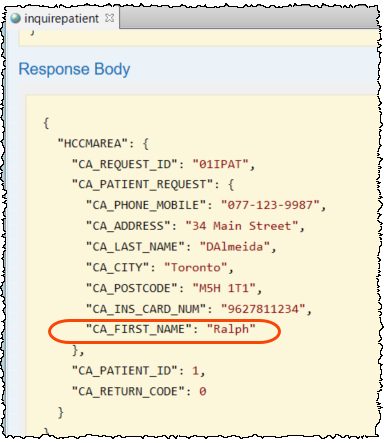 inquirepatient
}
Response Body
{
"HCCMAREA": {
"CA_REQUEST_ID": "01IPAT",
"CA_PATIENT_REQUEST": {
"CA_PHONE_MOBILE": "077-123-9987",
"CA_ADDRESS": "34 Main Street",
"CA_LAST_NAME": "DAlmeida",
"CA_CITY": "Toronto",
"CA_POSTCODE": "M5H 1T1",
"CA_INS_CARD_NUM": "9627811234",
"CA_FIRST_NAME": "Ralph"
},
"CA_PATIENT_ID": 1,
"CA_RETURN_CODE": 0
}
}